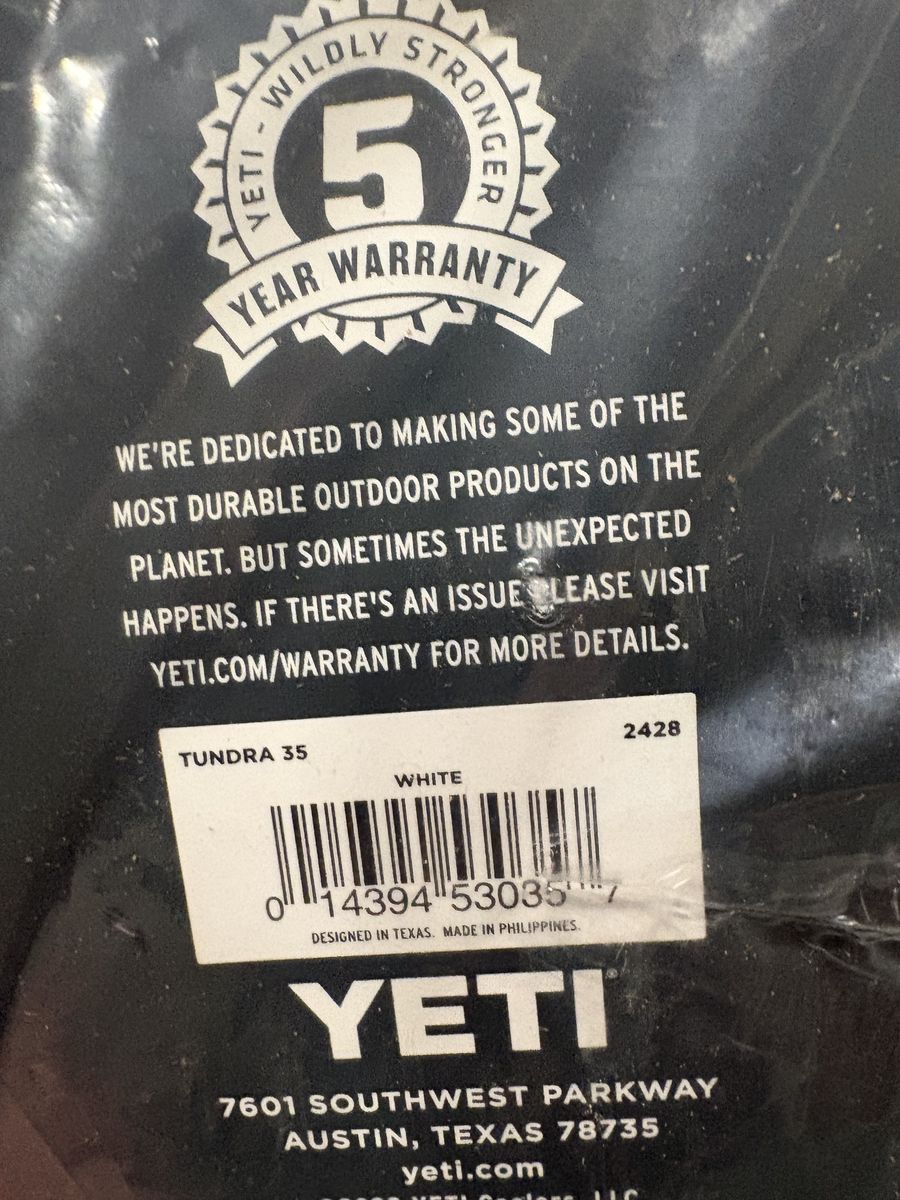 YETI - WILDLY STRONGER
5
YEAR WARRANTY
WE'RE DEDICATED TO MAKING SOME OF THE
MOST DURABLE OUTDOOR PRODUCTS ON THE
PLANET. BUT SOMETIMES THE UNEXPECTED
HAPPENS. IF THERE'S AN ISSUE PLEASE VISIT
YETI.COM/WARRANTY FOR MORE DETAILS.
TUNDRA 35 2428
WHITE
0 14394 53035 7
DESIGNED IN TEXAS. MADE IN PHILIPPINES.
YETI
7601 SOUTHWEST PARKWAY
AUSTIN, TEXAS 78735
yeti.com
YETI Coolers, LLC